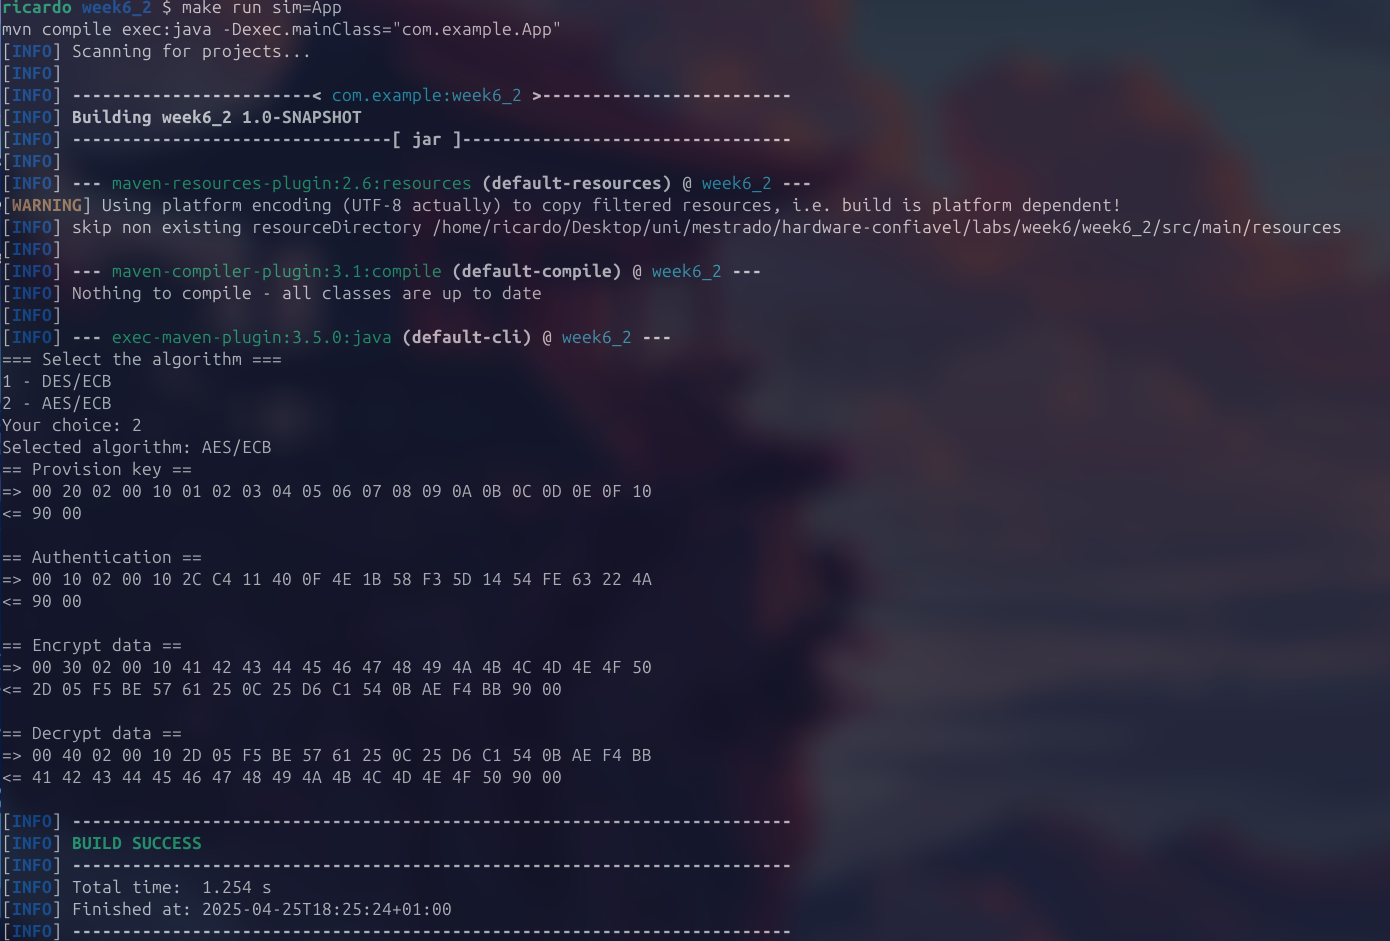 ricardo week6_2 $ make run sim=App
mvn compile exec:java -Dexec.mainClass="com.example.App"
[INFO] Scanning for projects...
[INFO]
[INFO] ------------------------< com.example:week6_2 >-------------------------
[INFO] Building week6_2 1.0-SNAPSHOT
[INFO] --------------------------------[ jar ]---------------------------------
[INFO]
[INFO] --- maven-resources-plugin:2.6:resources (default-resources) @ week6_2 ---
[WARNING] Using platform encoding (UTF-8 actually) to copy filtered resources, i.e. build is platform dependent!
[INFO] skip non existing resourceDirectory /home/ricardo/Desktop/uni/mestrado/hardware-confiavel/labs/week6/week6_2/src/main/resources
[INFO]
[INFO] --- maven-compiler-plugin:3.1:compile (default-compile) @ week6_2 ---
[INFO] Nothing to compile - all classes are up to date
[INFO]
[INFO] --- exec-maven-plugin:3.5.0:java (default-cli) @ week6_2 ---
=== Select the algorithm ===
1 - DES/ECB
2 - AES/ECB
Your choice: 2
Selected algorithm: AES/ECB
== Provision key ==
=> 00 20 02 00 10 01 02 03 04 05 06 07 08 09 0A 0B 0C 0D 0E 0F 10
<= 90 00
== Authentication ==
=> 00 10 02 00 10 2C C4 11 40 0F 4E 1B 58 F3 5D 14 54 FE 63 22 4A
<= 90 00
== Encrypt data ==
=> 00 30 02 00 10 41 42 43 44 45 46 47 48 49 4A 4B 4C 4D 4E 4F 50
<= 2D 05 F5 BE 57 61 25 0C 25 D6 C1 54 0B AE F4 BB 90 00
== Decrypt data ==
=> 00 40 02 00 10 2D 05 F5 BE 57 61 25 0C 25 D6 C1 54 0B AE F4 BB
<= 41 42 43 44 45 46 47 48 49 4A 4B 4C 4D 4E 4F 50 90 00
[INFO] ------------------------------------------------------------------------
[INFO] BUILD SUCCESS
[INFO] ------------------------------------------------------------------------
[INFO] Total time:  1.254 s
[INFO] Finished at: 2025-04-25T18:25:24+01:00
[INFO] ------------------------------------------------------------------------